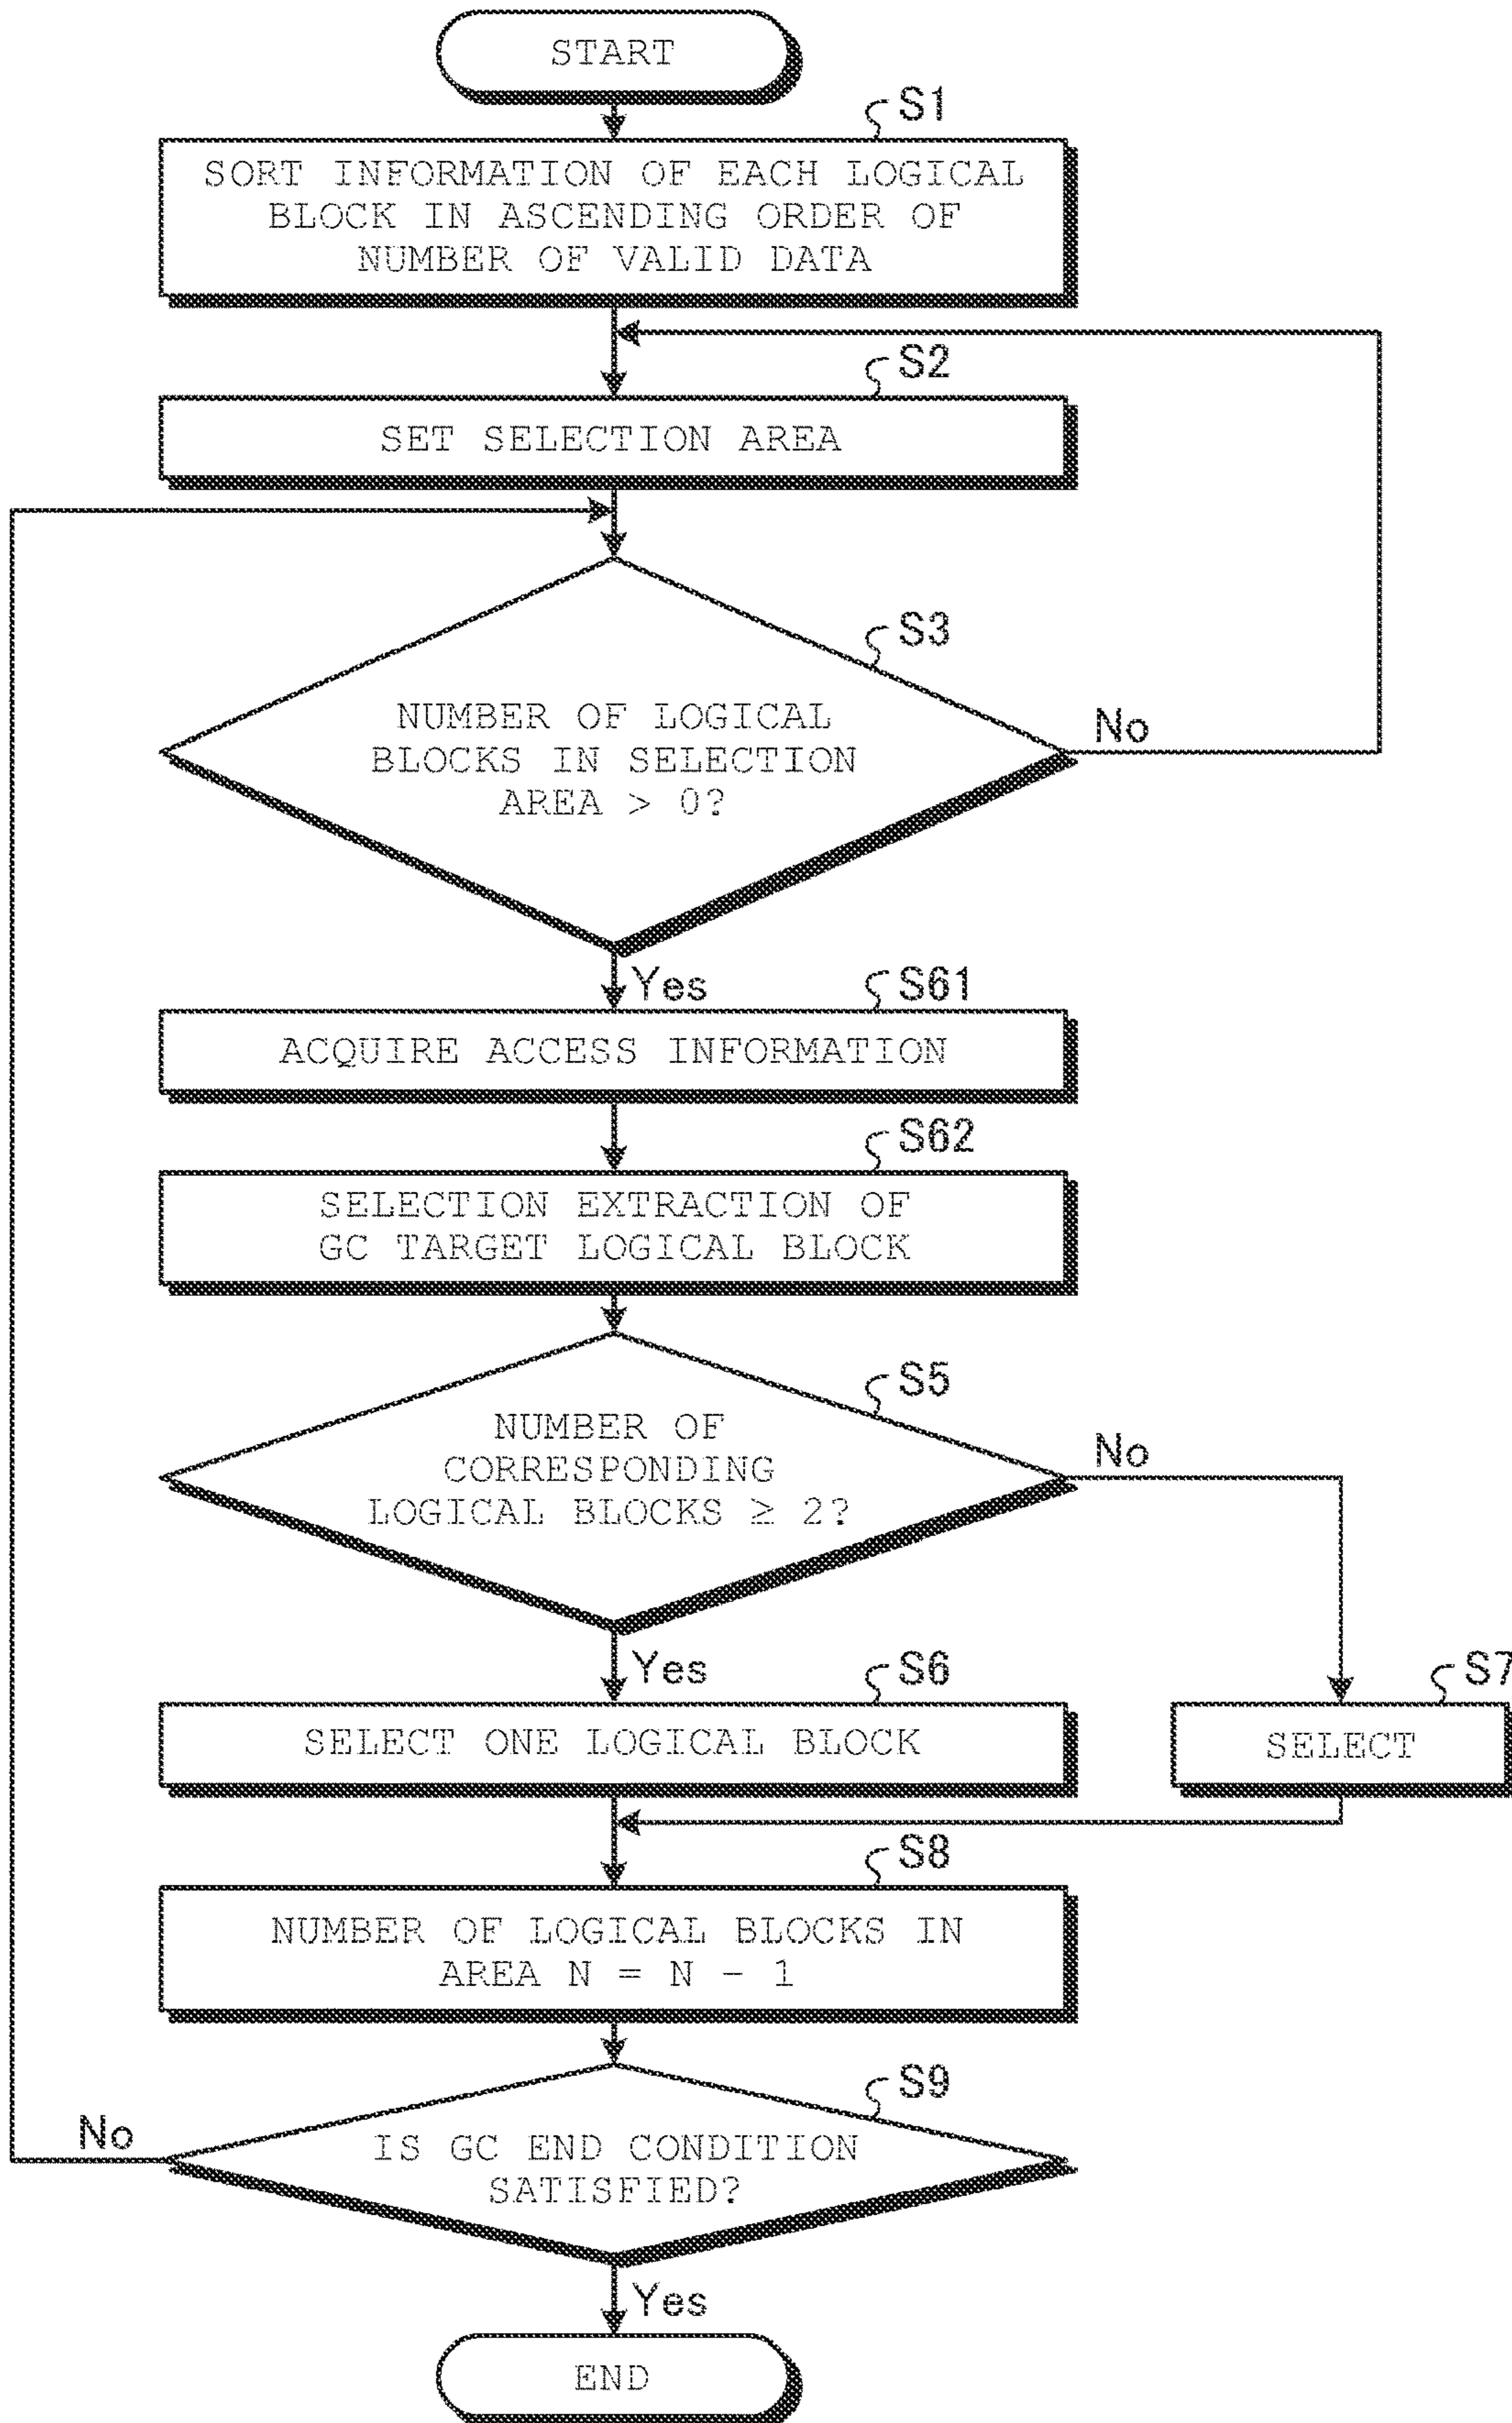 START
S1
SORT INFORMATION OF EACH LOGICAL
BLOCK IN ASCENDING ORDER OF
NUMBER OF VALID DATA
S2
SET SELECTION AREA
S3
NUMBER OF LOGICAL
BLOCKS IN SELECTION
AREA > 0?
No
Yes
S61
ACQUIRE ACCESS INFORMATION
S62
SELECTION EXTRACTION OF
GC TARGET LOGICAL BLOCK
S5
NUMBER OF
CORRESPONDING
LOGICAL BLOCKS ≥ 2?
No
Yes
S6
SELECT ONE LOGICAL BLOCK
S7
SELECT
S8
NUMBER OF LOGICAL BLOCKS IN
AREA N = N - 1
S9
IS GC END CONDITION
SATISFIED?
No
Yes
END